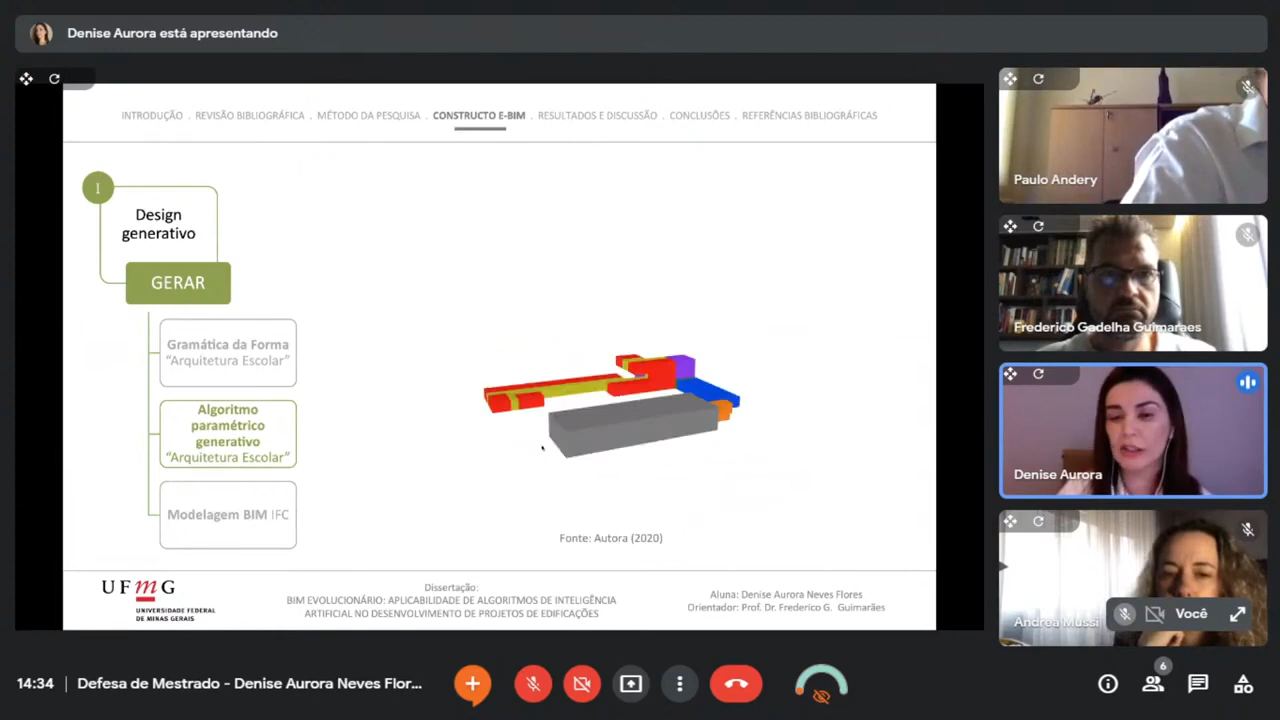 Denise Aurora está apresentando
INTRODUÇÃO . REVISÃO BIBLIOGRÁFICA . MÉTODO DA PESQUISA . CONSTRUCTO E-BIM . RESULTADOS E DISCUSSÃO . CONCLUSÕES . REFERÊNCIAS BIBLIOGRÁFICAS
I
Design
generativo
GERAR
Gramática da Forma
“Arquitetura Escolar”
Algoritmo
paramétrico
generativo
“Arquitetura Escolar”
Modelagem BIM IFC
Fonte: Autora (2020)
UFmG
UNIVERSIDADE FEDERAL
DE MINAS GERAIS
Dissertação:
BIM EVOLUCIONÁRIO: APLICABILIDADE DE ALGORITMOS DE INTELIGÊNCIA
ARTIFICIAL NO DESENVOLVIMENTO DE PROJETOS DE EDIFICAÇÕES
Aluna: Denise Aurora Neves Flores
Orientador: Prof. Dr. Frederico G. Guimarães
Paulo Andery
Frederico Gadelha Guimaraes
Denise Aurora
Andrea Mussi
Você
14:34
Defesa de Mestrado - Denise Aurora Neves Flor...
6